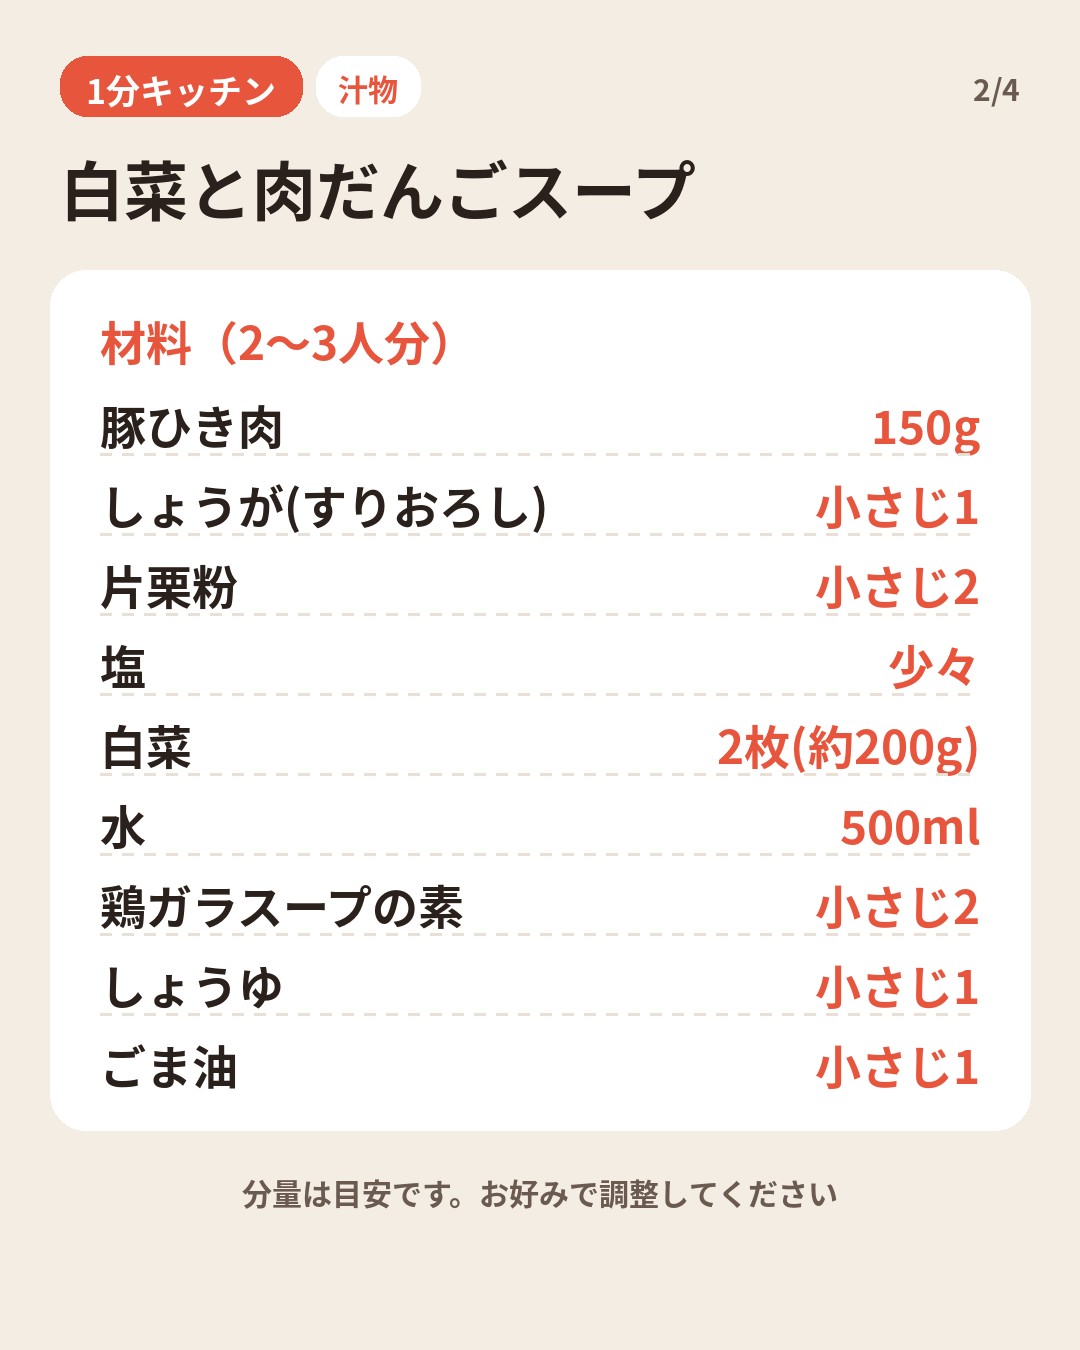 1分キッチン 汁物 2/4
白菜と肉だんごスープ
材料（2〜3人分）
豚ひき肉 150g
しょうが(すりおろし) 小さじ1
片栗粉 小さじ2
塩 少々
白菜 2枚(約200g)
水 500ml
鶏ガラスープの素 小さじ2
しょうゆ 小さじ1
ごま油 小さじ1
分量は目安です。お好みで調整してください